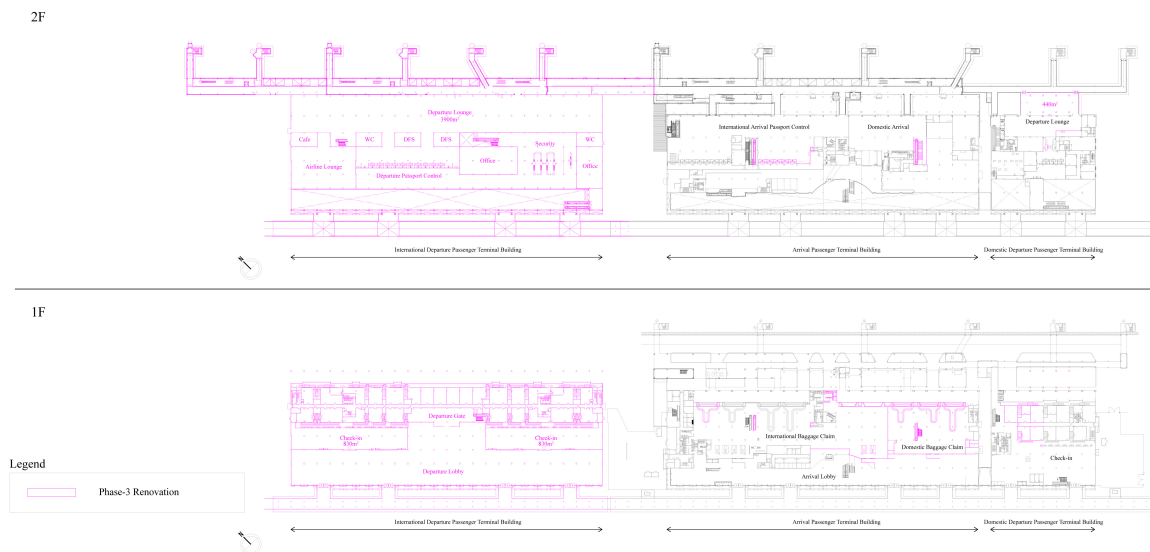 2F
Departure Lounge
3900m²
Cafe
WC
DFS
DFS
Security
WC
Airline Lounge
Office
Office
Departure Passport Control
International Arrival Passport Control
Domestic Arrival
440m²
Departure Lounge
International Departure Passenger Terminal Building
Arrival Passenger Terminal Building
Domestic Departure Passenger Terminal Building
N
1F
Departure Gate
Check-in
830m²
Check-in
830m²
Departure Lobby
International Baggage Claim
Domestic Baggage Claim
Arrival Lobby
Check-in
Legend
Phase-3 Renovation
International Departure Passenger Terminal Building
Arrival Passenger Terminal Building
Domestic Departure Passenger Terminal Building
N